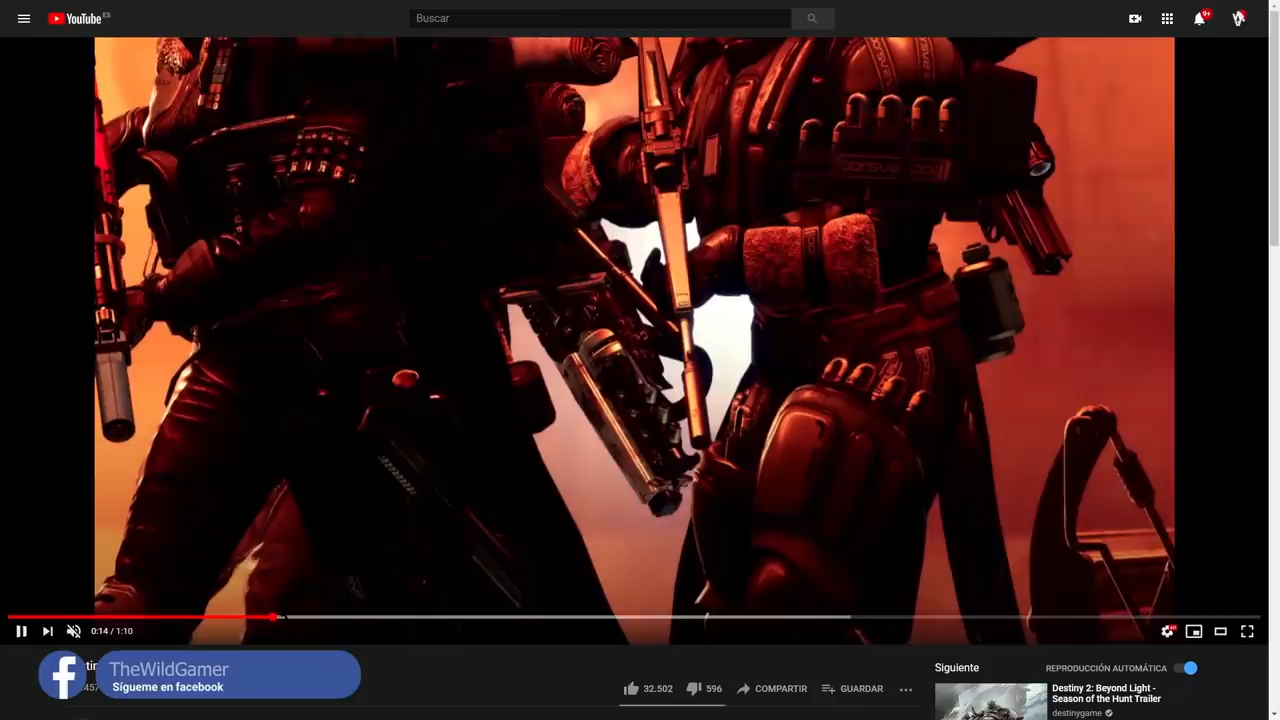 YouTube ES
Buscar
9+
0:14 / 1:10
4K
TheWildGamer
Sígueme en facebook
32.502
596
COMPARTIR
GUARDAR
Siguiente
REPRODUCCIÓN AUTOMÁTICA
Destiny 2: Beyond Light -
Season of the Hunt Trailer
destinygame